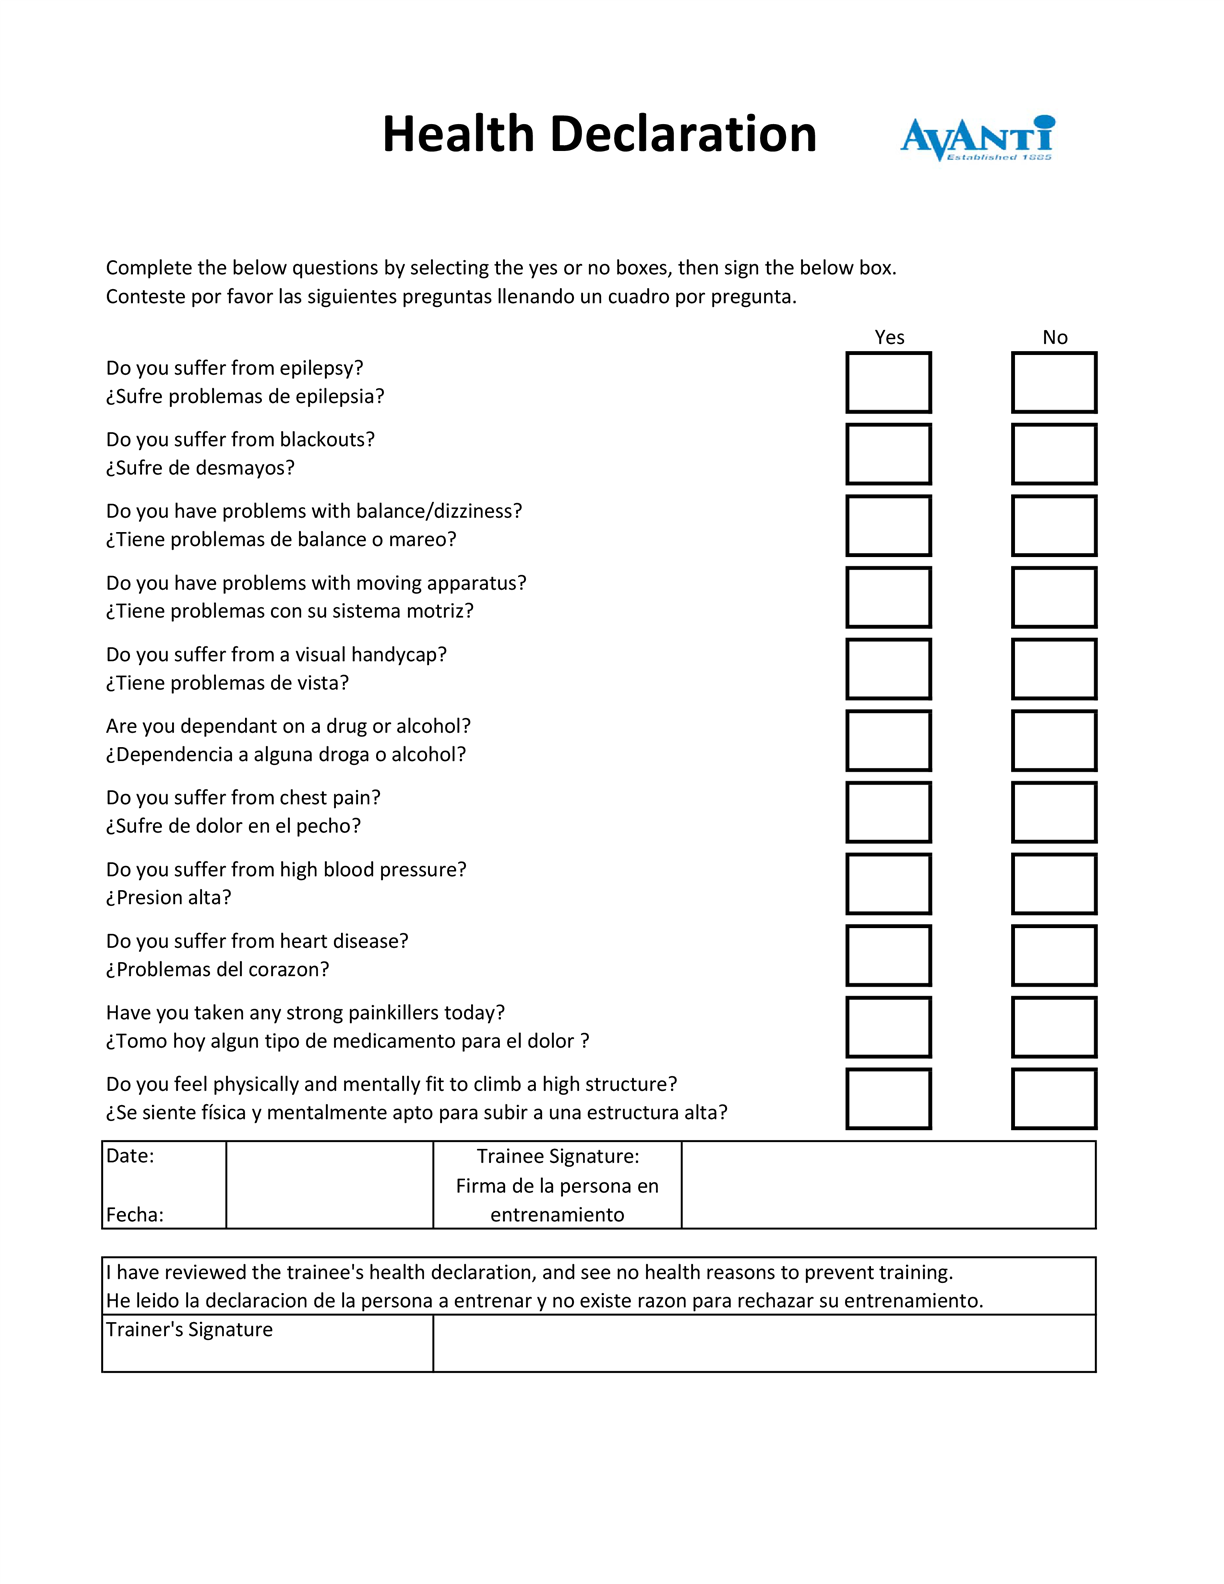 Health Declaration
AVANTi
Established 1885
Complete the below questions by selecting the yes or no boxes, then sign the below box.
Conteste por favor las siguientes preguntas llenando un cuadro por pregunta.
Yes No
Do you suffer from epilepsy?
¿Sufre problemas de epilepsia?
Do you suffer from blackouts?
¿Sufre de desmayos?
Do you have problems with balance/dizziness?
¿Tiene problemas de balance o mareo?
Do you have problems with moving apparatus?
¿Tiene problemas con su sistema motriz?
Do you suffer from a visual handycap?
¿Tiene problemas de vista?
Are you dependant on a drug or alcohol?
¿Dependencia a alguna droga o alcohol?
Do you suffer from chest pain?
¿Sufre de dolor en el pecho?
Do you suffer from high blood pressure?
¿Presion alta?
Do you suffer from heart disease?
¿Problemas del corazon?
Have you taken any strong painkillers today?
¿Tomo hoy algun tipo de medicamento para el dolor ?
Do you feel physically and mentally fit to climb a high structure?
¿Se siente física y mentalmente apto para subir a una estructura alta?
Date:
Fecha:
Trainee Signature:
Firma de la persona en
entrenamiento
I have reviewed the trainee's health declaration, and see no health reasons to prevent training.
He leido la declaracion de la persona a entrenar y no existe razon para rechazar su entrenamiento.
Trainer's Signature